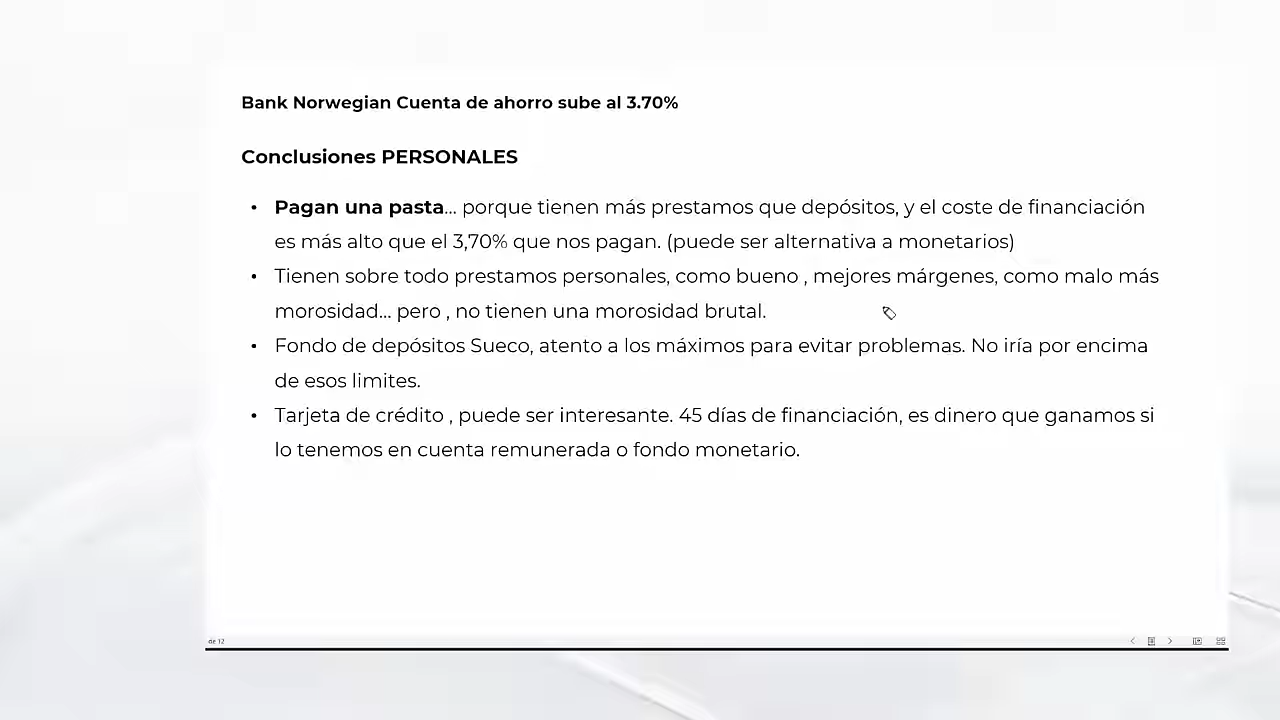 Bank Norwegian Cuenta de ahorro sube al 3.70%
Conclusiones PERSONALES
• Pagan una pasta... porque tienen más prestamos que depósitos, y el coste de financiación
es más alto que el 3,70% que nos pagan. (puede ser alternativa a monetarios)
• Tienen sobre todo prestamos personales, como bueno , mejores márgenes, como malo más
morosidad... pero , no tienen una morosidad brutal.
• Fondo de depósitos Sueco, atento a los máximos para evitar problemas. No iría por encima
de esos limites.
• Tarjeta de crédito , puede ser interesante. 45 días de financiación, es dinero que ganamos si
lo tenemos en cuenta remunerada o fondo monetario.
de 12